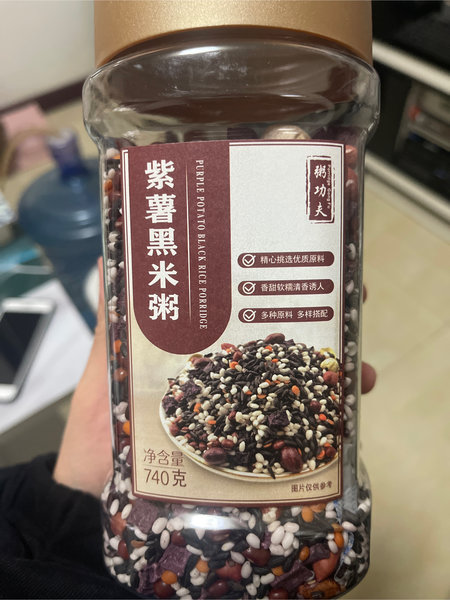 粥功夫
紫薯黑米粥
PURPLE POTATO BLACK RICE PORRIDGE
精心挑选优质原料
香甜软糯清香诱人
多种原料 多样搭配
净含量
740克
图片仅供参考